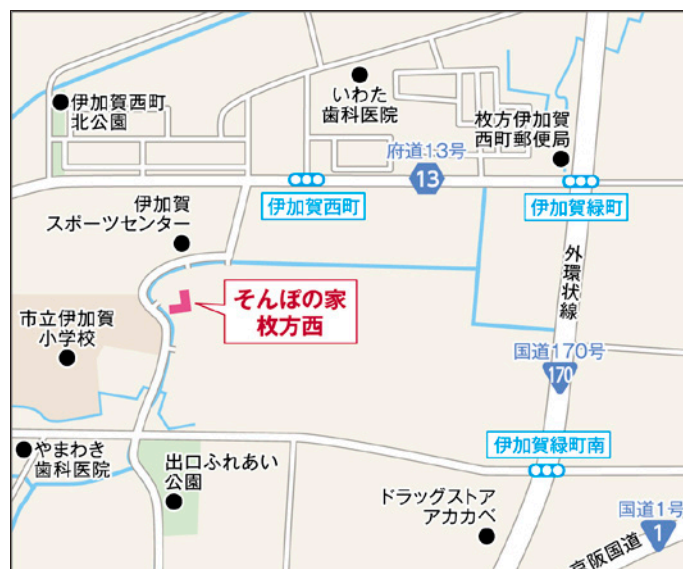 伊加賀西町
北公園
いわた
歯科医院
枚方伊加賀
西町郵便局
府道13号
13
伊加賀西町
伊加賀緑町
伊加賀
スポーツセンター
外環状線
そんぽの家
枚方西
市立伊加賀
小学校
国道170号
170
伊加賀緑町南
やまわき
歯科医院
出口ふれあい
公園
ドラッグストア
アカカベ
国道1号
1
京阪国道